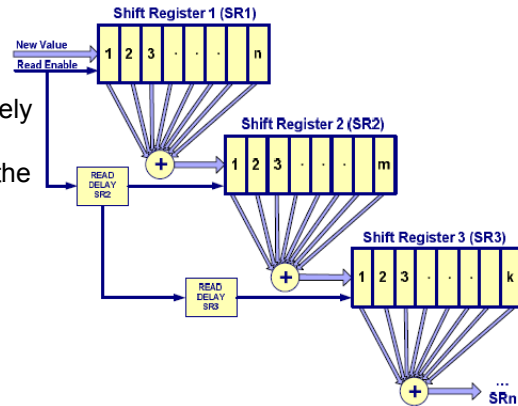 Shift Register 1 (SR1)
New Value
Read Enable
1 2 3 . . . . n
ely
the
+
Shift Register 2 (SR2)
1 2 3 . . . . m
READ
DELAY
SR2
+
Shift Register 3 (SR3)
1 2 3 . . . . k
READ
DELAY
SR3
+
...
SRn